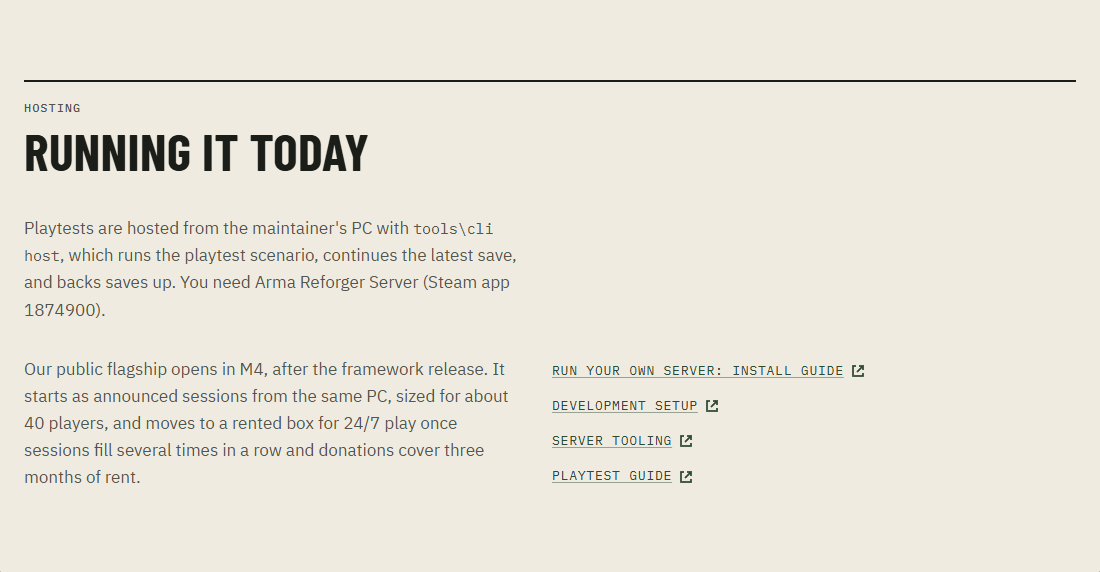 HOSTING
RUNNING IT TODAY
Playtests are hosted from the maintainer's PC with tools\cli
host, which runs the playtest scenario, continues the latest save,
and backs saves up. You need Arma Reforger Server (Steam app
1874900).
Our public flagship opens in M4, after the framework release. It
starts as announced sessions from the same PC, sized for about
40 players, and moves to a rented box for 24/7 play once
sessions fill several times in a row and donations cover three
months of rent.
RUN YOUR OWN SERVER: INSTALL GUIDE
DEVELOPMENT SETUP
SERVER TOOLING
PLAYTEST GUIDE